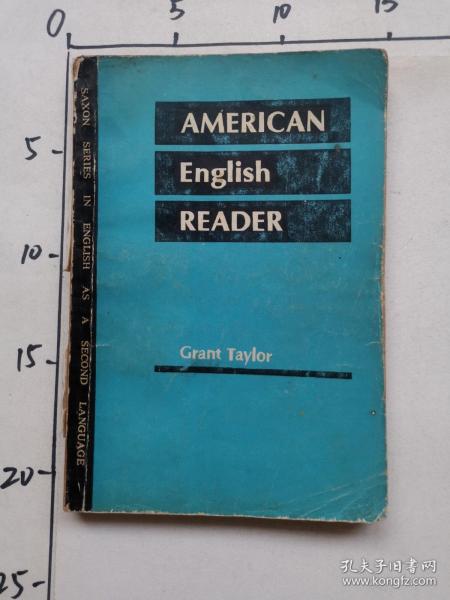 0 5 10 15
5
10
15
20
25
AMERICAN
English
READER
Grant Taylor
SAXON SERIES IN ENGLISH AS A SECOND LANGUAGE
孔夫子旧书网
www.kongfz.com